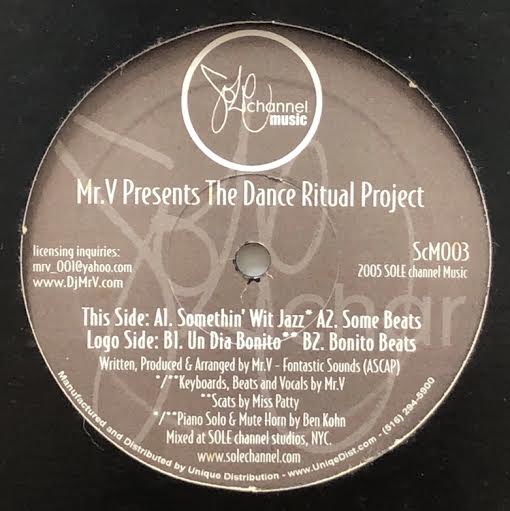 SOLE channel
music
Mr.V Presents The Dance Ritual Project
licensing inquiries:
mrv_001@yahoo.com
www.DjMrV.com
ScM003
2005 SOLE channel Music
This Side: A1. Somethin' Wit Jazz* A2. Some Beats
Logo Side: B1. Un Dia Bonito** B2. Bonito Beats
Written, Produced & Arranged by Mr.V - Fontastic Sounds (ASCAP)
*/**Keyboards, Beats and Vocals by Mr.V
**Scats by Miss Patty
*/**Piano Solo & Mute Horn by Ben Kohn
Mixed at SOLE channel studios, NYC.
www.solechannel.com
Manufactured and Distributed by Unique Distribution - www.UniqeDist.com - (516) 294-5900